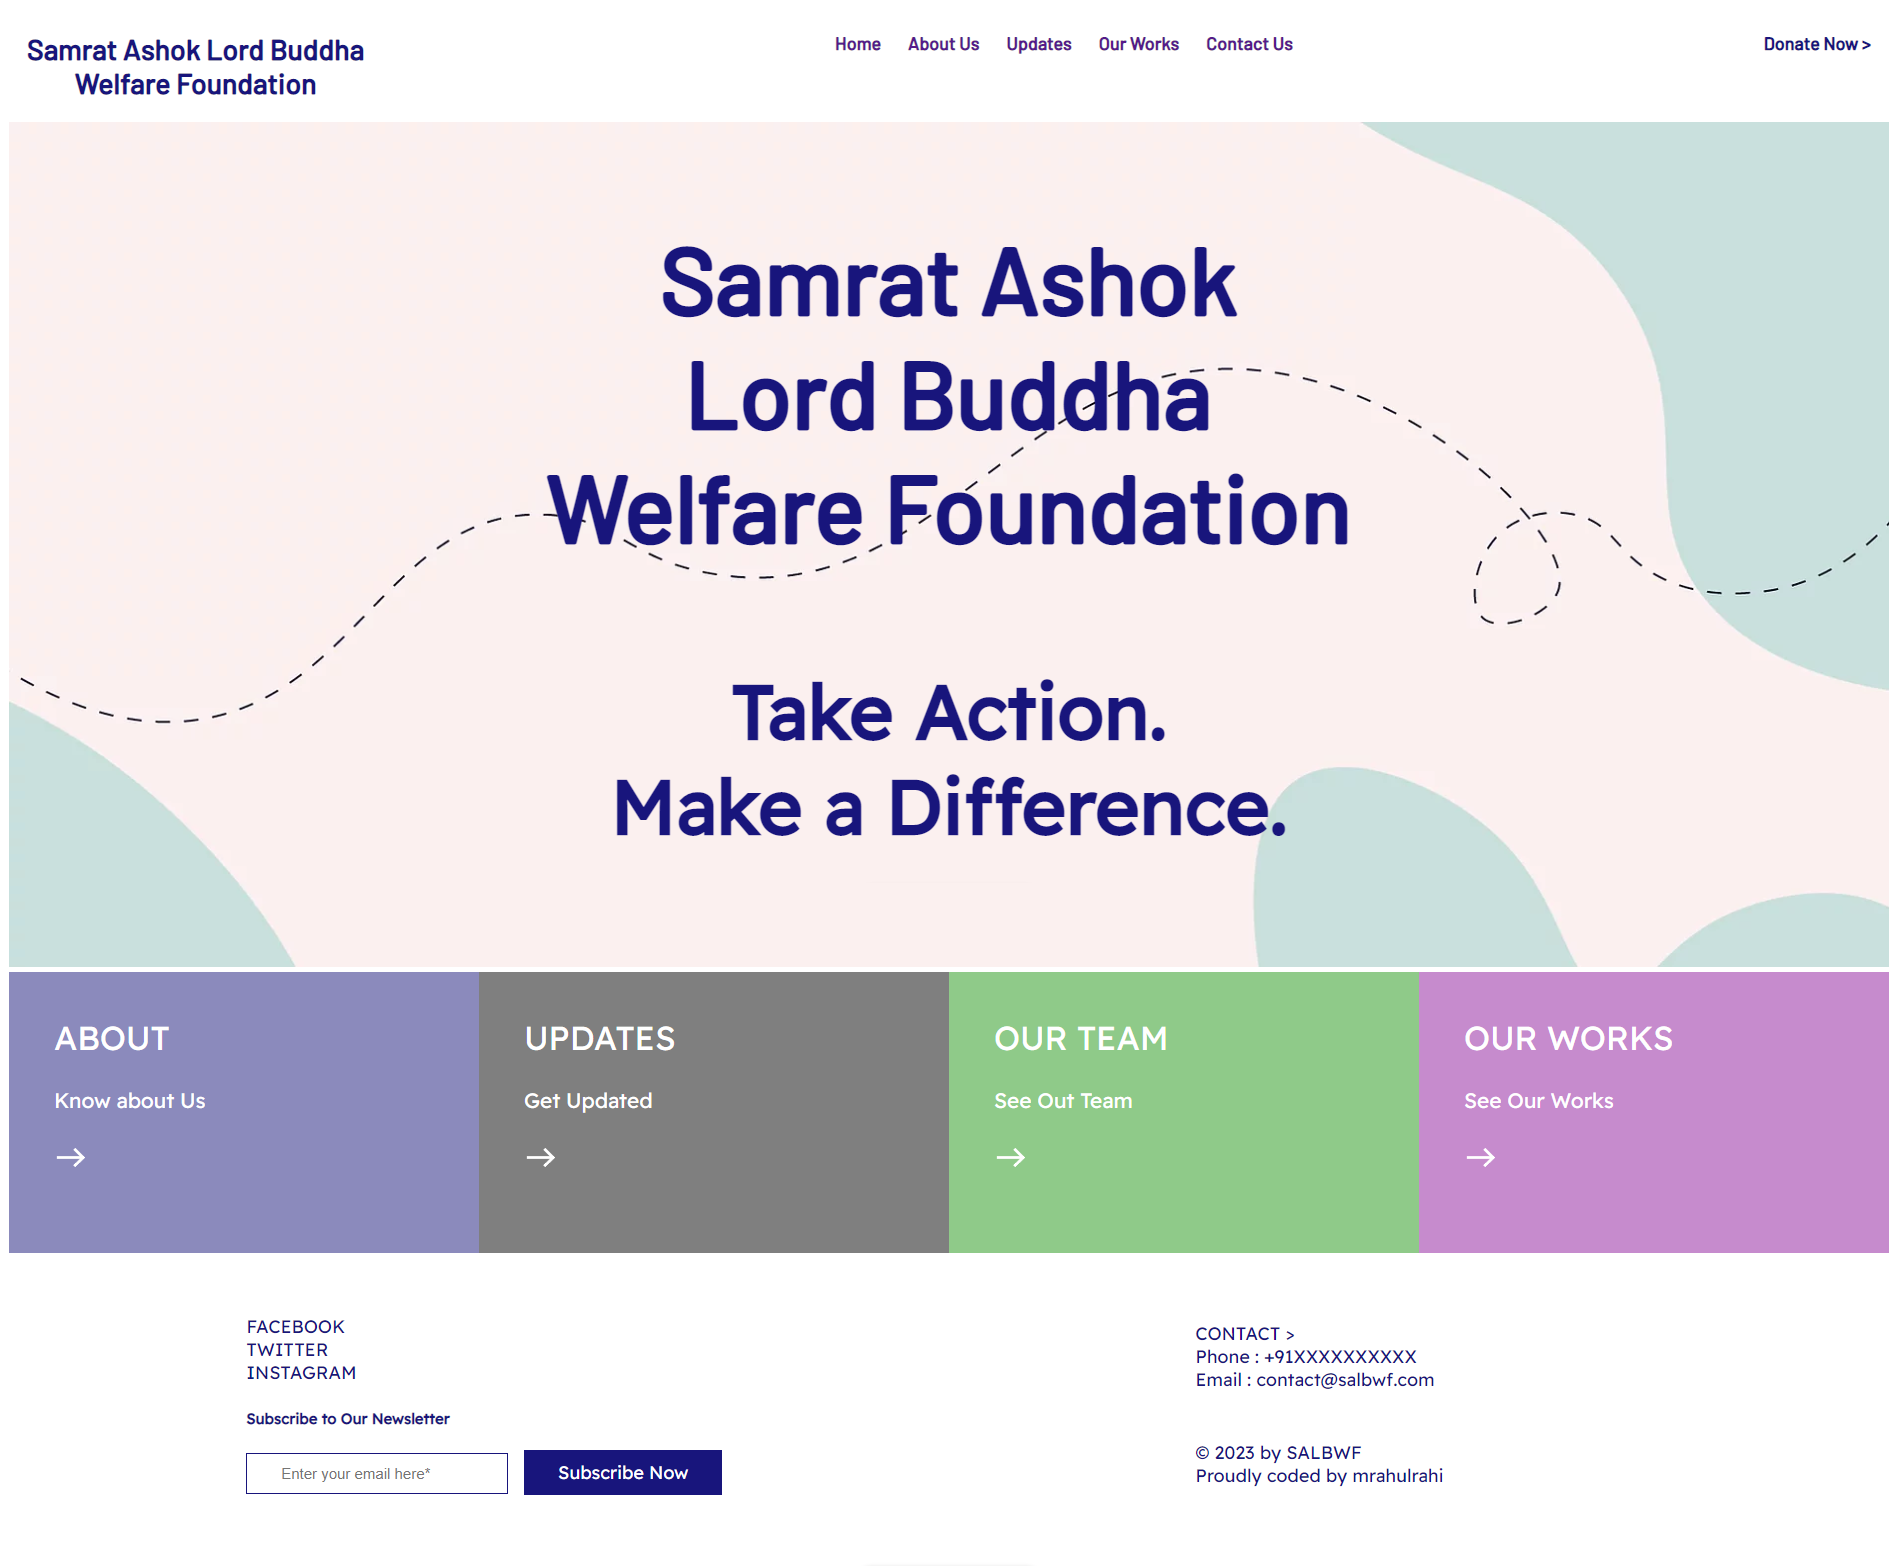 Samrat Ashok Lord Buddha
Welfare Foundation
Home About Us Updates Our Works Contact Us
Donate Now >
Samrat Ashok
Lord Buddha
Welfare Foundation
Take Action.
Make a Difference.
ABOUT
Know about Us
→
UPDATES
Get Updated
→
OUR TEAM
See Out Team
→
OUR WORKS
See Our Works
→
FACEBOOK
TWITTER
INSTAGRAM
Subscribe to Our Newsletter
Enter your email here*
Subscribe Now
CONTACT >
Phone : +91XXXXXXXXXX
Email : contact@salbwf.com
© 2023 by SALBWF
Proudly coded by mrahulrahi